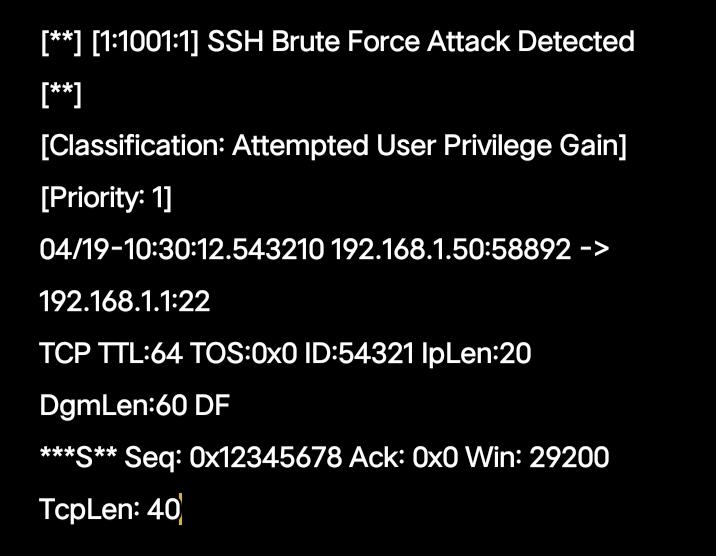 [**] [1:1001:1] SSH Brute Force Attack Detected
[**]
[Classification: Attempted User Privilege Gain]
[Priority: 1]
04/19-10:30:12.543210 192.168.1.50:58892 ->
192.168.1.1:22
TCP TTL:64 TOS:0x0 ID:54321 IpLen:20
DgmLen:60 DF
***S** Seq: 0x12345678 Ack: 0x0 Win: 29200
TcpLen: 40